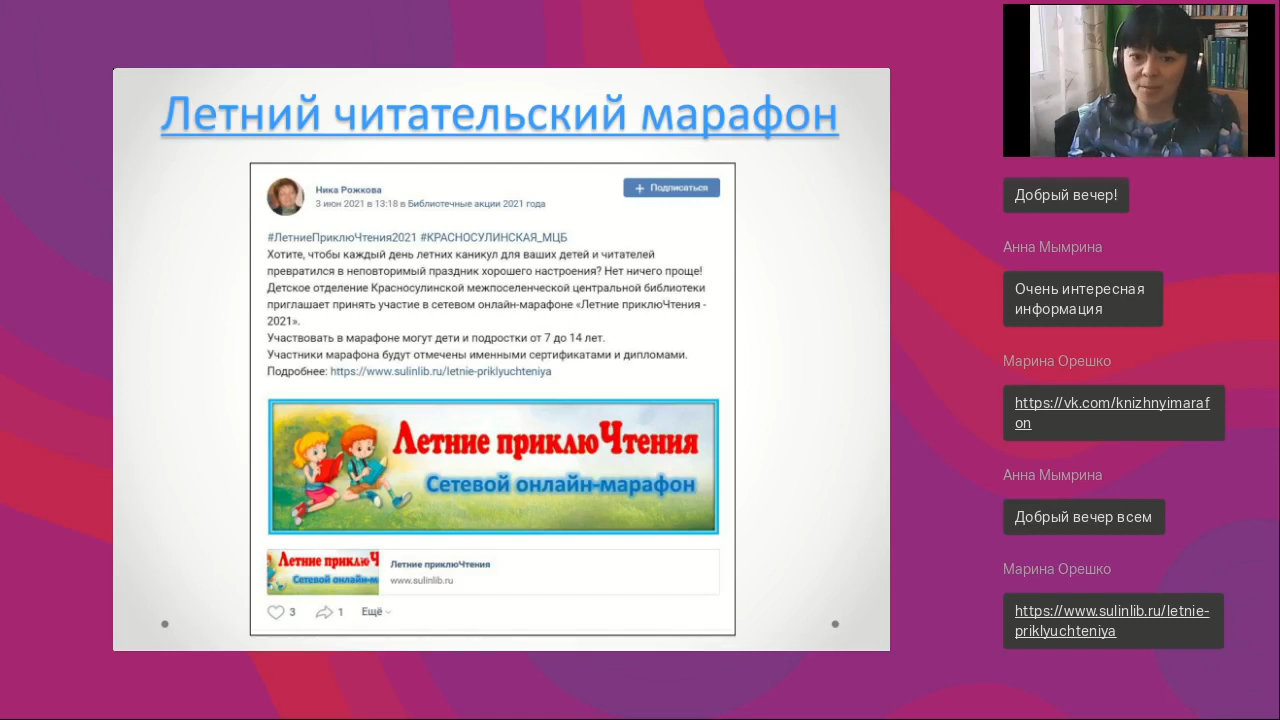 Летний читательский марафон
Ника Рожкова
3 июн 2021 в 13:18 в Библиотечные акции 2021 года
Подписаться
#ЛетниеПриклюЧтения2021 #КРАСНОСУЛИНСКАЯ_МЦБ
Хотите, чтобы каждый день летних каникул для ваших детей и читателей
превратился в неповторимый праздник хорошего настроения? Нет ничего проще!
Детское отделение Красносулинской межпоселенческой центральной библиотеки
приглашает принять участие в сетевом онлайн-марафоне «Летние приклюЧтения -
2021».
Участвовать в марафоне могут дети и подростки от 7 до 14 лет.
Участники марафона будут отмечены именными сертификатами и дипломами.
Подробнее: https://www.sulinlib.ru/letnie-priklyuchteniya
Летние приклюЧтения
Сетевой онлайн-марафон
Летние приклюЧ
Сетевой онлайн-м
Летние приклюЧтения
www.sulinlib.ru
3
1
Ещё
Добрый вечер!
Анна Мымрина
Очень интересная
информация
Марина Орешко
https://vk.com/knizhnyimaraf
on
Анна Мымрина
Добрый вечер всем
Марина Орешко
https://www.sulinlib.ru/letnie-
priklyuchteniya